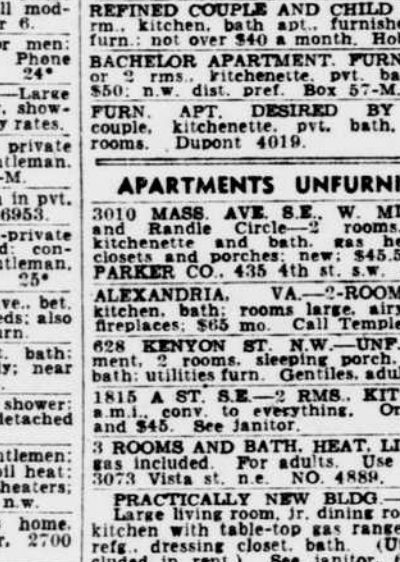 ll mod-
r 6.
or men;
Phone
24*
—Large
, show-
y rates.
private
tleman.
-M.
in pvt.
6953.
-private
d: con-
tleman.
25*
ve., bet.
eds; also
urn.
t. bath;
ly; near
shower;
detached
ntlemen;
oil heat;
heaters;
n.w.
home.
r. 2700
REFINED COUPLE AND CHILD
rm., kitchen, bath apt., furnishe
furn.; not over $40 a month. Hob
BACHELOR APARTMENT. FURN
or 2 rms., kitchenette, pvt. ba
$50; n.w. dist. pref. Box 57-M.
FURN. APT. DESIRED BY
couple, kitchenette, pvt. bath,
rooms. Dupont 4019.
APARTMENTS UNFURNI
3010 MASS. AVE. S.E., W. MI
and Randle Circle—2 rooms,
kitchenette and bath, gas he
closets and porches; new; $45.5
PARKER CO., 435 4th st. s.w.
ALEXANDRIA, VA.—2-ROOM
kitchen, bath; rooms large, airy
fireplaces; $65 mo. Call Temple
628 KENYON ST. N.W.—UNF.
ment, 2 rooms, sleeping porch,
bath; utilities furn. Gentiles, adul
1815 A ST. S.E.—2 RMS., KIT
a.m.i., conv. to everything. On
and $45. See janitor.
3 ROOMS AND BATH, HEAT, LI
gas included. For adults. Use
3073 Vista st. n.e. NO. 4889.
PRACTICALLY NEW BLDG.—
Large living room, jr. dining ro
kitchen with table-top gas range
refg., dressing closet, bath. (Ut
cluded in rent.) See janitor,